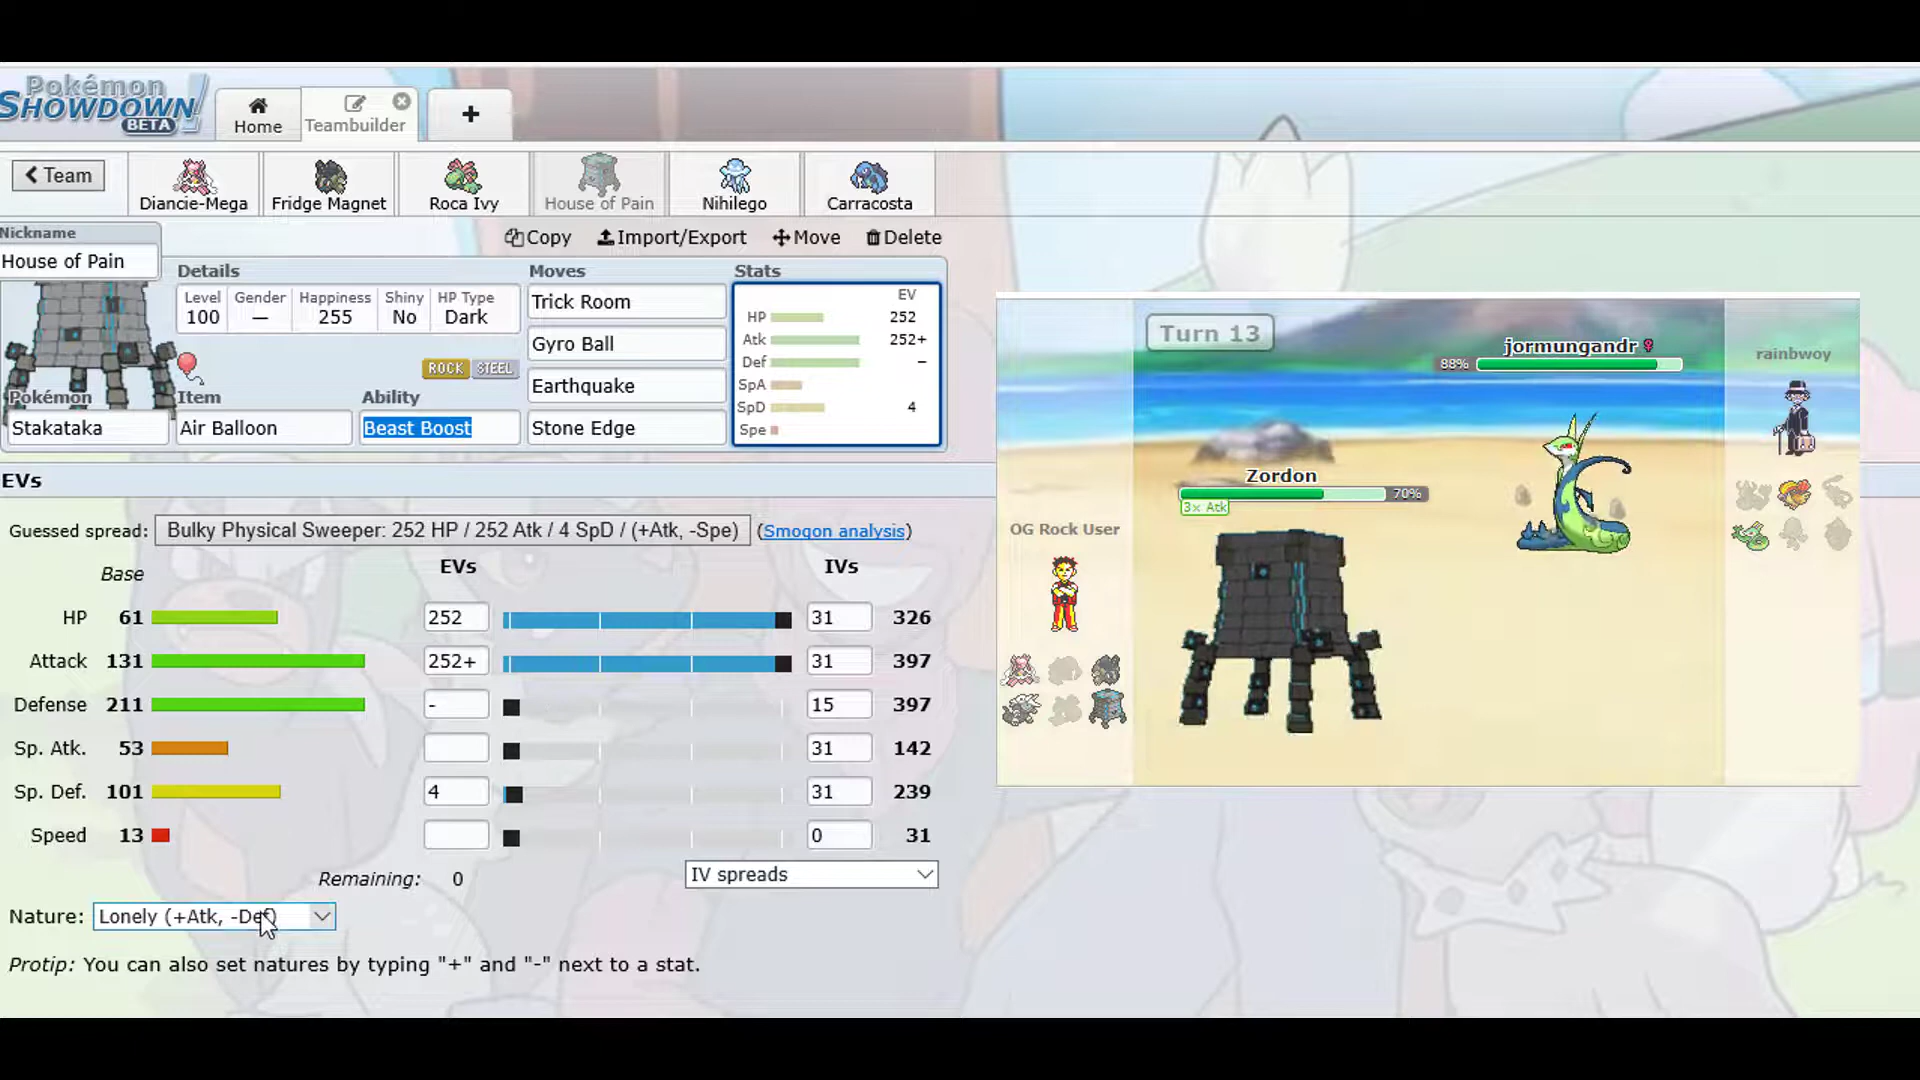 Pokémon
SHOWDOWN!
BETA
Home
Teambuilder
+
Team
Diancie-Mega
Fridge Magnet
Roca Ivy
House of Pain
Nihilego
Carracosta
Nickname
House of Pain
Copy
Import/Export
Move
Delete
Details
Level
100
Gender
—
Happiness
255
Shiny
No
HP Type
Dark
ROCK
STEEL
Pokémon
Stakataka
Item
Air Balloon
Ability
Beast Boost
Moves
Trick Room
Gyro Ball
Earthquake
Stone Edge
Stats
EV
HP 252
Atk 252+
Def −
SpA
SpD 4
Spe
EVs
Guessed spread: Bulky Physical Sweeper: 252 HP / 252 Atk / 4 SpD / (+Atk, -Spe) (Smogon analysis)
Base EVs IVs
HP 61 252 31 326
Attack 131 252+ 31 397
Defense 211 - 15 397
Sp. Atk. 53 31 142
Sp. Def. 101 4 31 239
Speed 13 0 31
Remaining: 0
IV spreads
Nature: Lonely (+Atk, -Def)
Protip: You can also set natures by typing "+" and "-" next to a stat.
Turn 13
jormungandr
88%
rainbwoy
Zordon
70%
3x Atk
OG Rock User